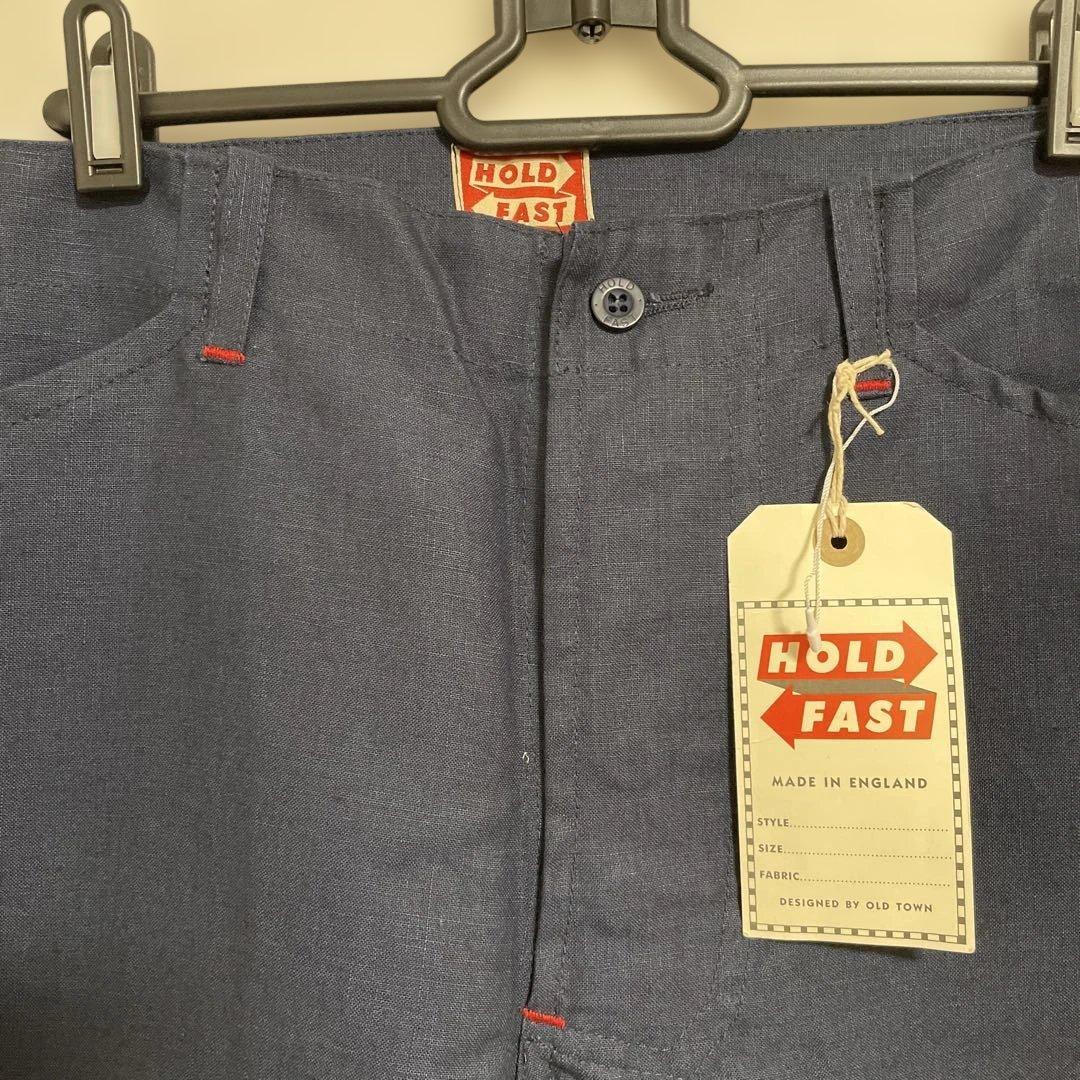 HOLD
FAST
HOLD
FAST
HOLD
FAST
MADE IN ENGLAND
STYLE........................................
SIZE...........................................
FABRIC......................................
DESIGNED BY OLD TOWN